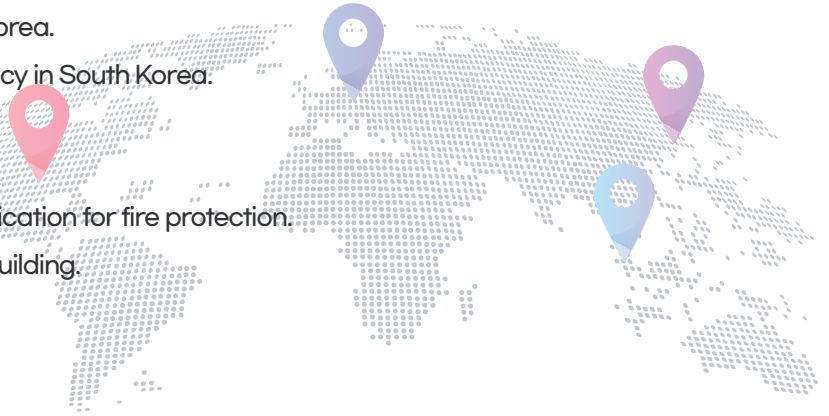 orea.
cy in South Korea.
ication for fire protection.
uilding.